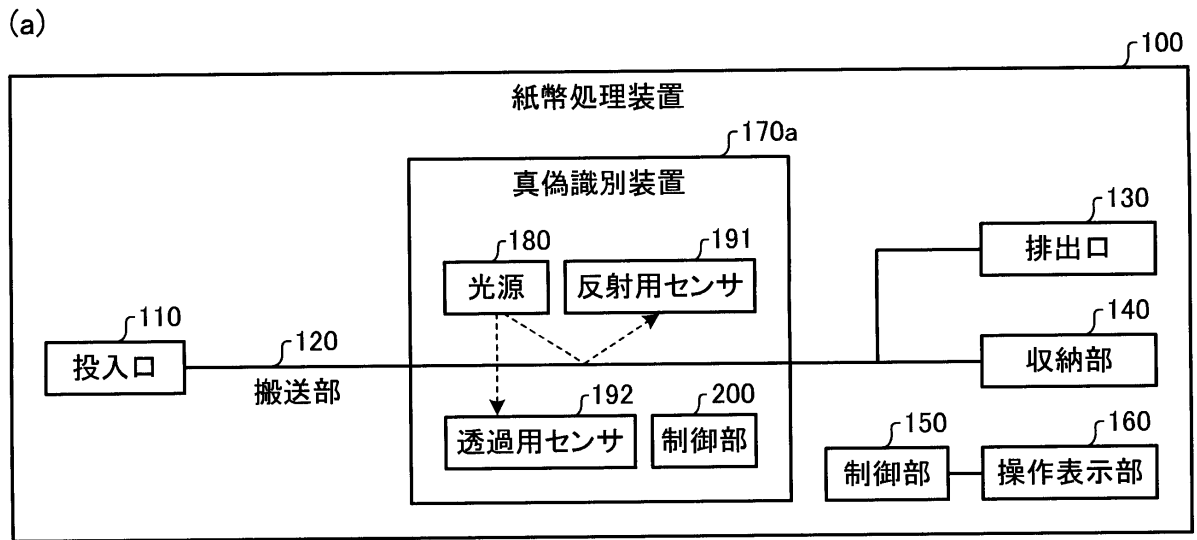 (a)
100
紙幣処理装置
170a
真偽識別装置
180
光源
191
反射用センサ
130
排出口
110
投入口
120
搬送部
140
収納部
192
透過用センサ
200
制御部
150
制御部
160
操作表示部